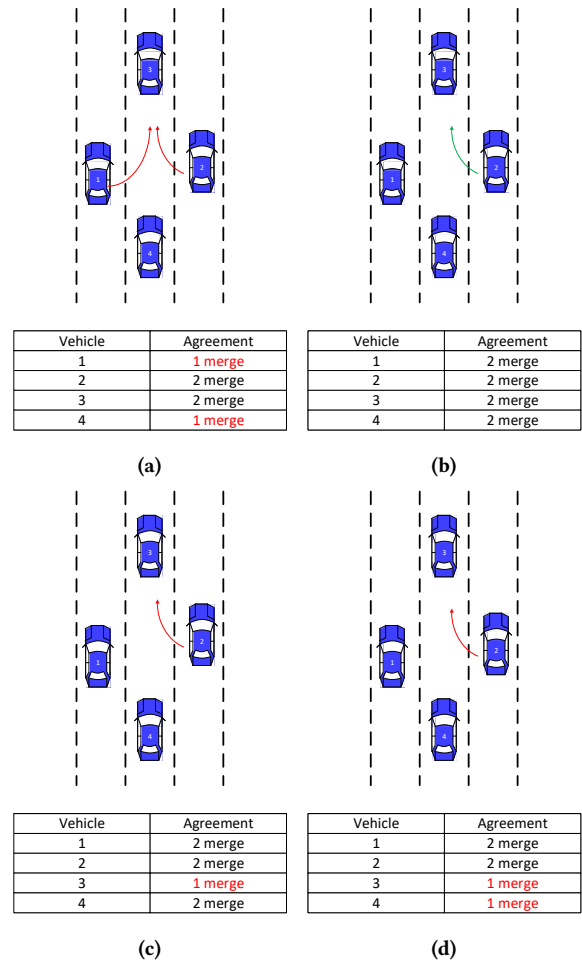 3 3
1 2 1 2
4 4
Vehicle Agreement Vehicle Agreement
1 1 merge 1 2 merge
2 2 merge 2 2 merge
3 2 merge 3 2 merge
4 1 merge 4 2 merge
(a) (b)
3 3
1 2 1 2
4 4
Vehicle Agreement Vehicle Agreement
1 2 merge 1 2 merge
2 2 merge 2 2 merge
3 1 merge 3 1 merge
4 2 merge 4 1 merge
(c) (d)